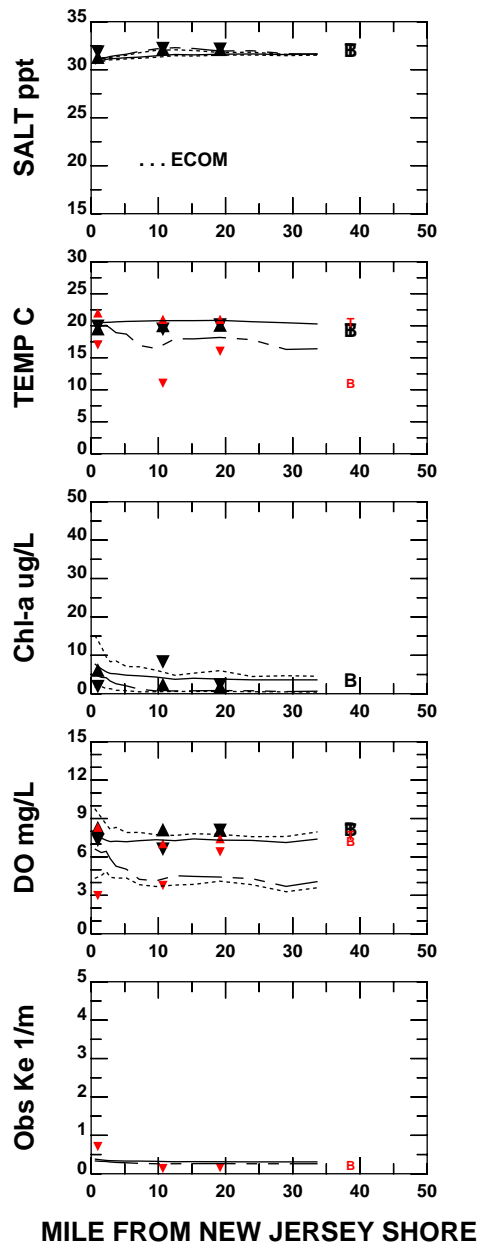 SALT ppt
35
30
25
20
15
. . . ECOM
T
B
0 10 20 30 40 50
TEMP C
30
25
20
15
10
5
0
T
B
T
B
0 10 20 30 40 50
Chl-a ug/L
50
40
30
20
10
0
B
0 10 20 30 40 50
DO mg/L
15
12
9
6
3
0
T
B
T
B
0 10 20 30 40 50
Obs Ke 1/m
5
4
3
2
1
0
B
0 10 20 30 40 50
MILE FROM NEW JERSEY SHORE